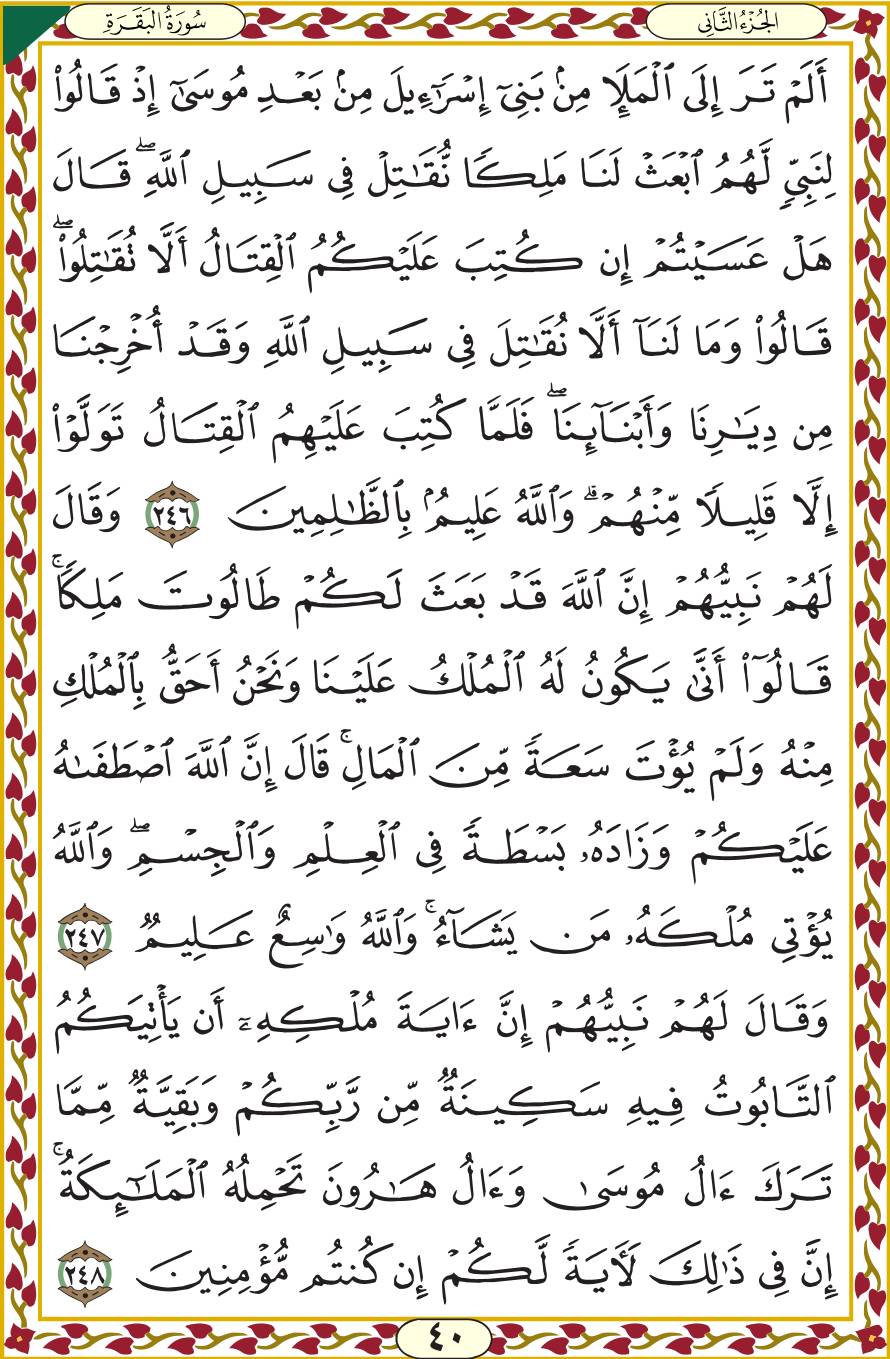 الجُزْءُ الثَّانِي
سُورَةُ البَقَرَةِ
أَلَمْ تَرَ إِلَى ٱلْمَلَإِ مِنۢ بَنِىٓ إِسْرَٰٓءِيلَ مِنۢ بَعْدِ مُوسَىٰٓ إِذْ قَالُوا۟
لِنَبِىٍّ لَّهُمُ ٱبْعَثْ لَنَا مَلِكًا نُّقَٰتِلْ فِى سَبِيلِ ٱللَّهِ ۖ قَالَ
هَلْ عَسَيْتُمْ إِن كُتِبَ عَلَيْكُمُ ٱلْقِتَالُ أَلَّا تُقَٰتِلُوا۟ ۖ
قَالُوا۟ وَمَا لَنَآ أَلَّا نُقَٰتِلَ فِى سَبِيلِ ٱللَّهِ وَقَدْ أُخْرِجْنَا
مِن دِيَٰرِنَا وَأَبْنَآئِنَا ۖ فَلَمَّا كُتِبَ عَلَيْهِمُ ٱلْقِتَالُ تَوَلَّوْا۟
إِلَّا قَلِيلًا مِّنْهُمْ ۗ وَٱللَّهُ عَلِيمٌۢ بِٱلظَّٰلِمِينَ ٢٤٦ وَقَالَ
لَهُمْ نَبِيُّهُمْ إِنَّ ٱللَّهَ قَدْ بَعَثَ لَكُمْ طَالُوتَ مَلِكًا ۚ
قَالُوٓا۟ أَنَّىٰ يَكُونُ لَهُ ٱلْمُلْكُ عَلَيْنَا وَنَحْنُ أَحَقُّ بِٱلْمُلْكِ
مِنْهُ وَلَمْ يُؤْتَ سَعَةً مِّنَ ٱلْمَالِ ۚ قَالَ إِنَّ ٱللَّهَ ٱصْطَفَىٰهُ
عَلَيْكُمْ وَزَادَهُۥ بَسْطَةً فِى ٱلْعِلْمِ وَٱلْجِسْمِ ۖ وَٱللَّهُ
يُؤْتِى مُلْكَهُۥ مَن يَشَآءُ ۚ وَٱللَّهُ وَٰسِعٌ عَلِيمٌ ٢٤٧
وَقَالَ لَهُمْ نَبِيُّهُمْ إِنَّ ءَايَةَ مُلْكِهِۦٓ أَن يَأْتِيَكُمُ
ٱلتَّابُوتُ فِيهِ سَكِينَةٌ مِّن رَّبِّكُمْ وَبَقِيَّةٌ مِّمَّا
تَرَكَ ءَالُ مُوسَىٰ وَءَالُ هَٰرُونَ تَحْمِلُهُ ٱلْمَلَٰٓئِكَةُ ۚ
إِنَّ فِى ذَٰلِكَ لَءَايَةً لَّكُمْ إِن كُنتُم مُّؤْمِنِينَ ٢٤٨
٤٠